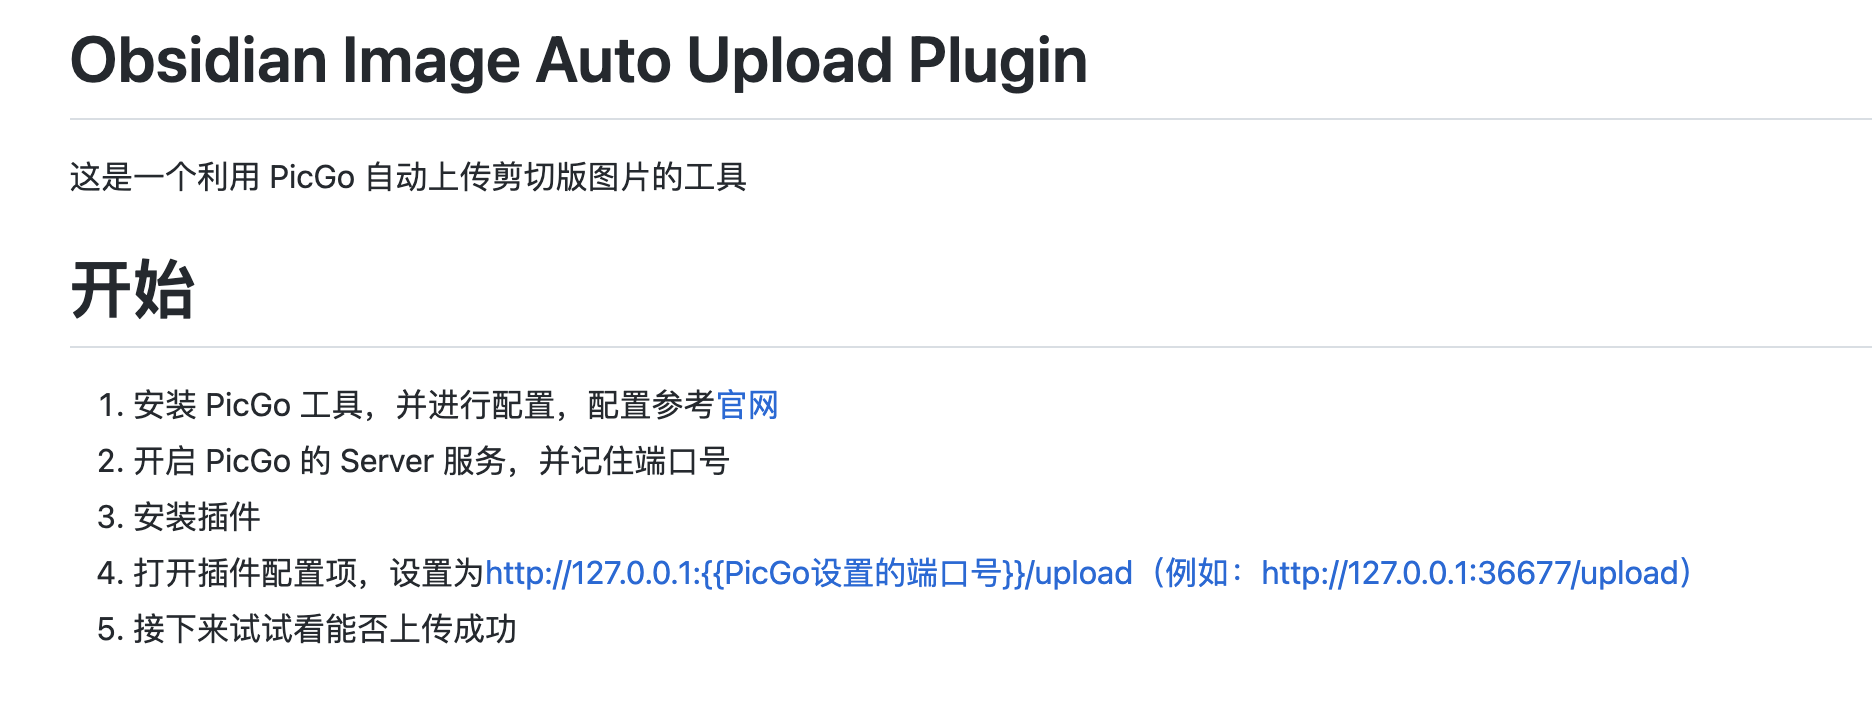 Obsidian Image Auto Upload Plugin
这是一个利用 PicGo 自动上传剪切版图片的工具
开始
1. 安装 PicGo 工具，并进行配置，配置参考官网
2. 开启 PicGo 的 Server 服务，并记住端口号
3. 安装插件
4. 打开插件配置项，设置为http://127.0.0.1:{{PicGo设置的端口号}}/upload（例如：http://127.0.0.1:36677/upload）
5. 接下来试试看能否上传成功